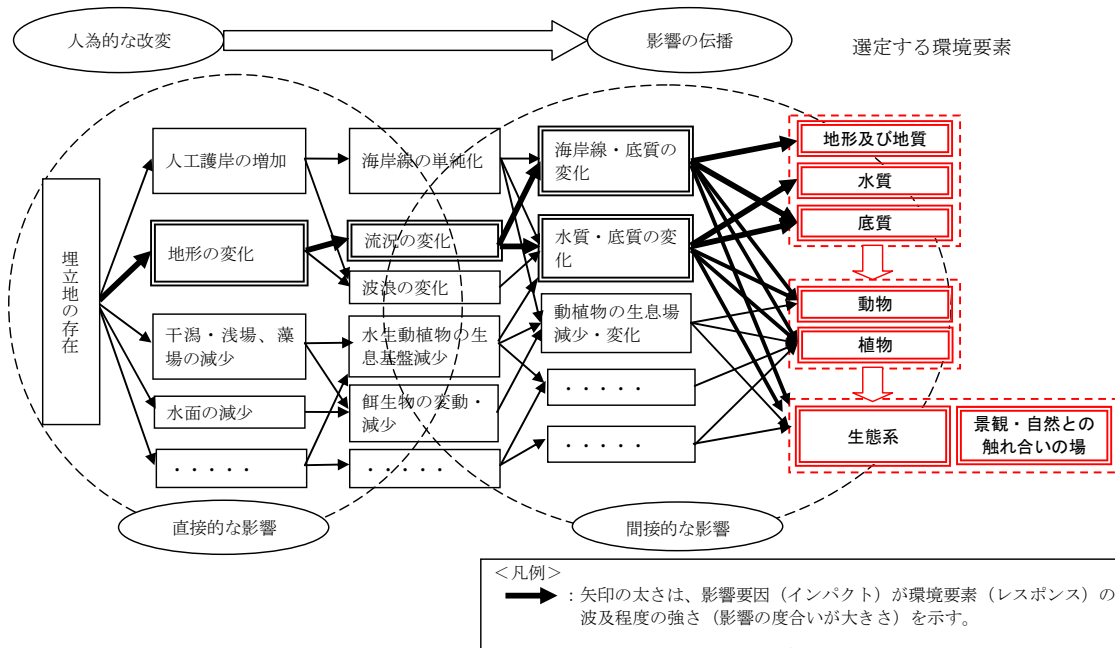 人為的な改変
影響の伝播
選定する環境要素
埋立地の存在
人工護岸の増加
地形の変化
干潟・浅場、藻
場の減少
水面の減少
・・・・・
海岸線の単純化
流況の変化
波浪の変化
水生動植物の生
息基盤減少
餌生物の変動・
減少
・・・・・
海岸線・底質の
変化
水質・底質の変
化
動植物の生息場
減少・変化
・・・・・
・・・・・
地形及び地質
水質
底質
動物
植物
生態系
景観・自然との
触れ合いの場
直接的な影響
間接的な影響
<凡例>
：矢印の太さは、影響要因（インパクト）が環境要素（レスポンス）の
波及程度の強さ（影響の度合いが大きさ）を示す。